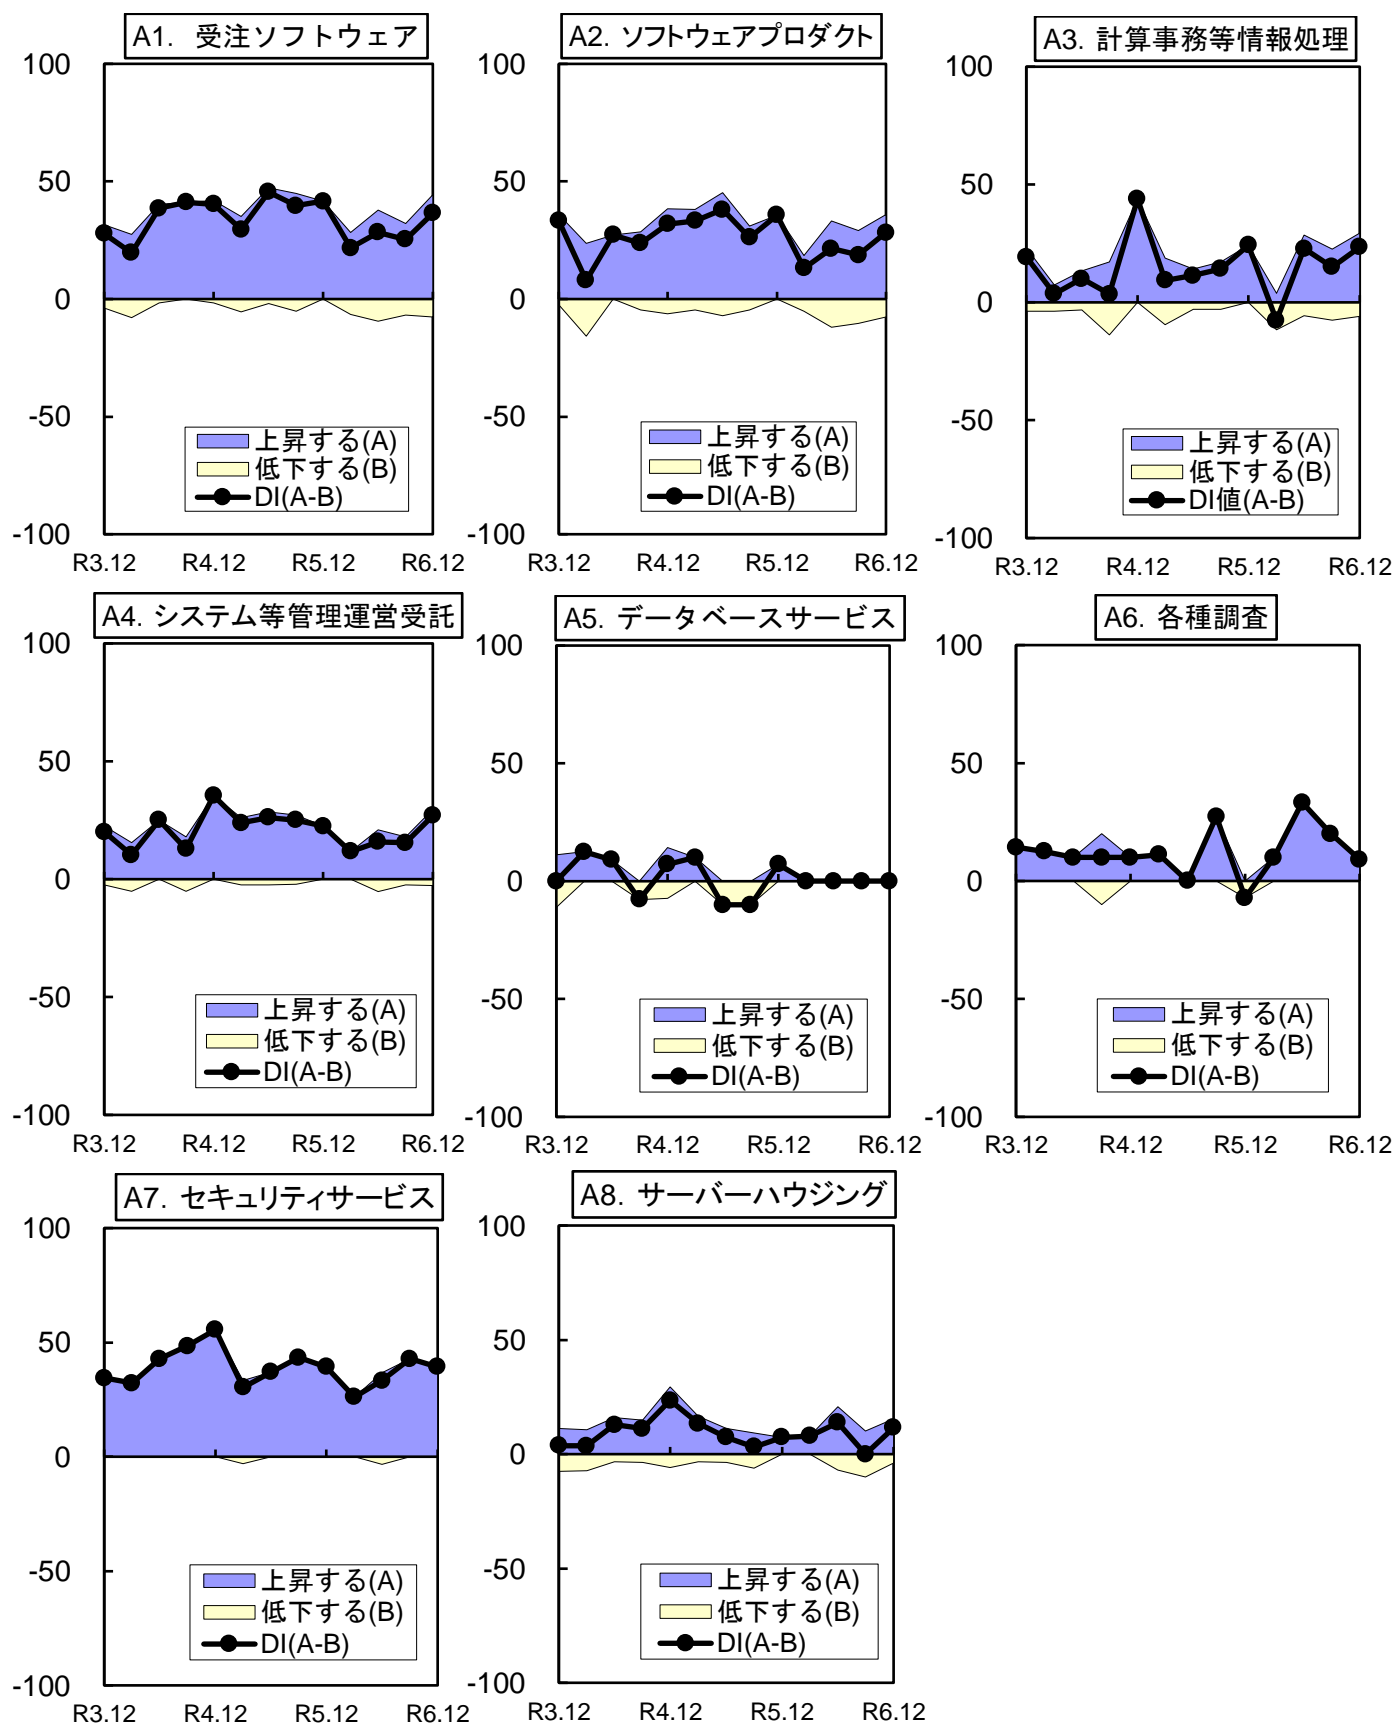 A1. 受注ソフトウェア
100
50
0
-50
-100
上昇する(A)
低下する(B)
DI(A-B)
R3.12 R4.12 R5.12 R6.12
A2. ソフトウェアプロダクト
100
50
0
-50
-100
上昇する(A)
低下する(B)
DI(A-B)
R3.12 R4.12 R5.12 R6.12
A3. 計算事務等情報処理
100
50
0
-50
-100
上昇する(A)
低下する(B)
DI値(A-B)
R3.12 R4.12 R5.12 R6.12
A4. システム等管理運営受託
100
50
0
-50
-100
上昇する(A)
低下する(B)
DI(A-B)
R3.12 R4.12 R5.12 R6.12
A5. データベースサービス
100
50
0
-50
-100
上昇する(A)
低下する(B)
DI(A-B)
R3.12 R4.12 R5.12 R6.12
A6. 各種調査
100
50
0
-50
-100
上昇する(A)
低下する(B)
DI(A-B)
R3.12 R4.12 R5.12 R6.12
A7. セキュリティサービス
100
50
0
-50
-100
上昇する(A)
低下する(B)
DI(A-B)
R3.12 R4.12 R5.12 R6.12
A8. サーバーハウジング
100
50
0
-50
-100
上昇する(A)
低下する(B)
DI(A-B)
R3.12 R4.12 R5.12 R6.12